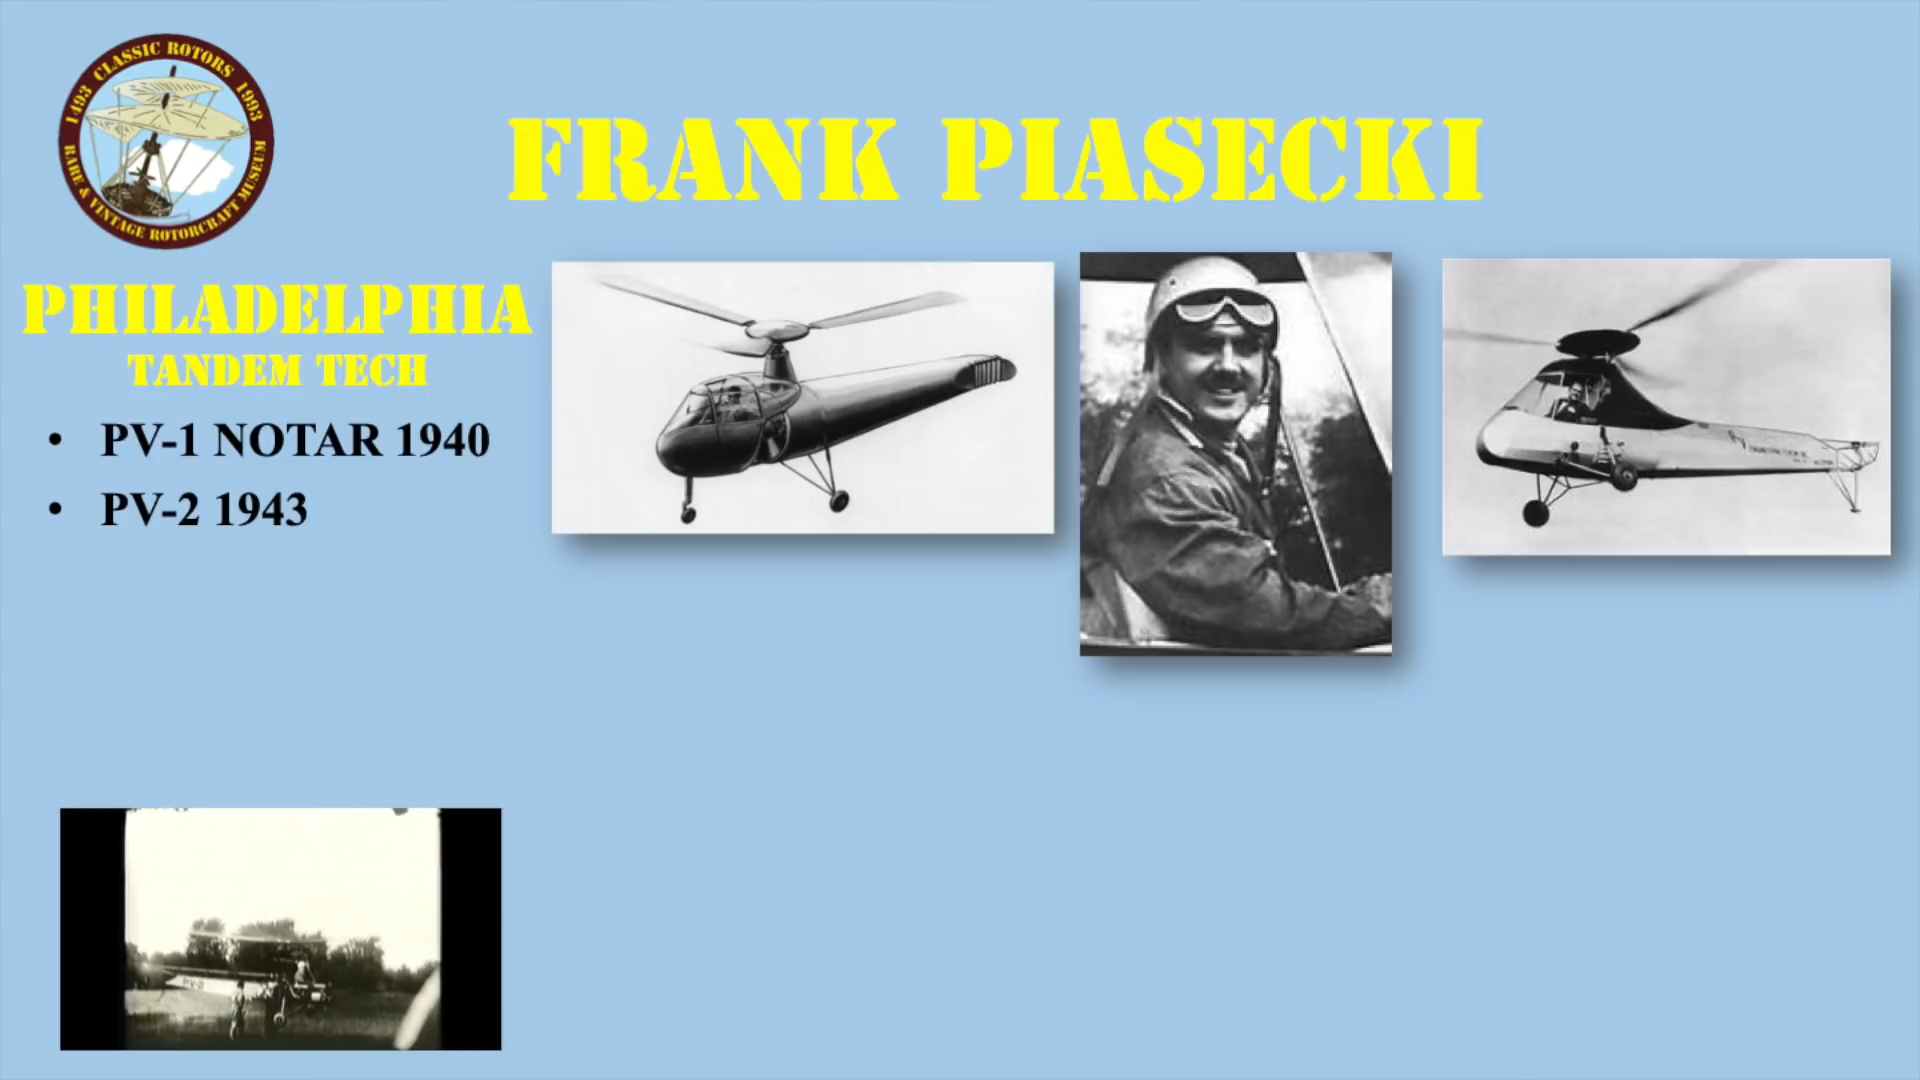 1493 CLASSIC ROTORS 1993
RARE & VINTAGE ROTORCRAFT MUSEUM
FRANK PIASECKI
PHILADELPHIA
TANDEM TECH
• PV-1 NOTAR 1940
• PV-2 1943